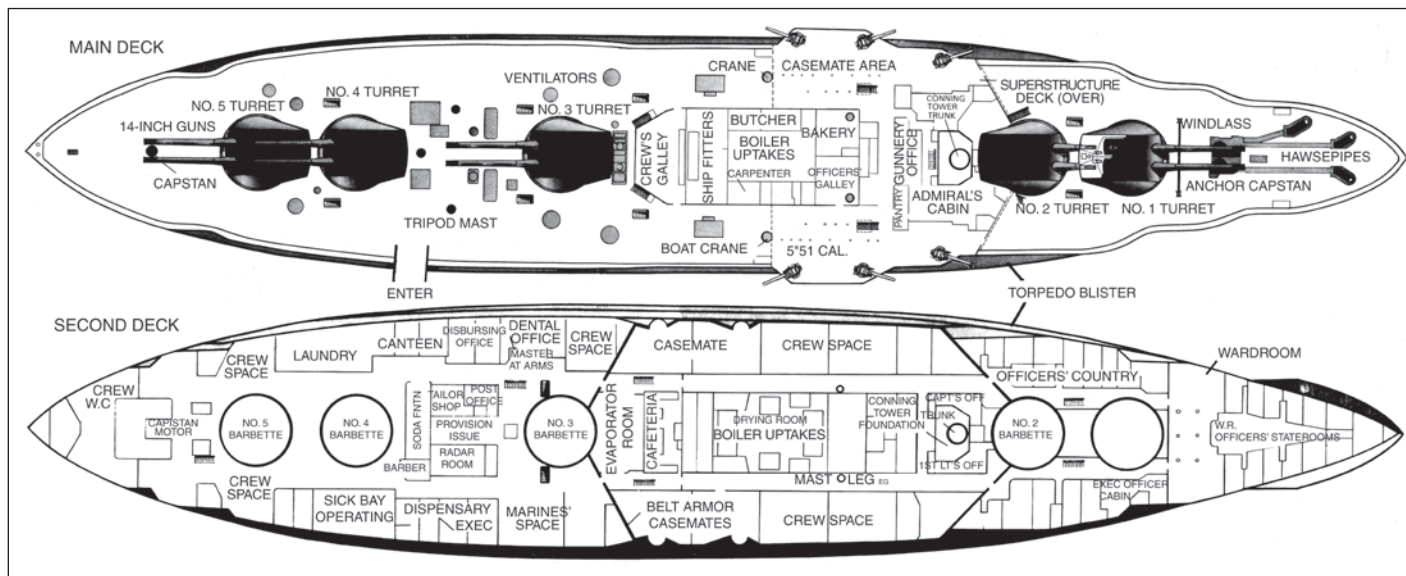 MAIN DECK
NO. 5 TURRET
14-INCH GUNS
CAPSTAN
NO. 4 TURRET
TRIPOD MAST
VENTILATORS
NO. 3 TURRET
CREW'S
GALLEY
SHIP FITTERS
CRANE
BUTCHER
BOILER
UPTAKES
CARPENTER
BAKERY
OFFICERS'
GALLEY
BOAT CRANE
CASEMATE AREA
5"51 CAL.
PANTRY
GUNNERY
OFFICE
CONNING
TOWER
TRUNK
ADMIRAL'S
CABIN
SUPERSTRUCTURE
DECK (OVER)
NO. 2 TURRET
NO. 1 TURRET
WINDLASS
HAWSEPIPES
ANCHOR CAPSTAN
ENTER
TORPEDO BLISTER
SECOND DECK
CREW
W.C
CAPISTAN
MOTOR
CREW
SPACE
CREW
SPACE
NO. 5
BARBETTE
LAUNDRY
NO. 4
BARBETTE
SICK BAY
OPERATING
CANTEEN
DISBURSING
OFFICE
DENTAL
OFFICE
MASTER
AT ARMS
CREW
SPACE
SODA FNTN
BARBER
TAILOR
SHOP
POST
OFFICE
PROVISION
ISSUE
RADAR
ROOM
DISPENSARY
EXEC
NO. 3
BARBETTE
MARINES'
SPACE
EVAPORATOR
ROOM
CAFETERIA
CASEMATE
CREW SPACE
DRYING ROOM
BOILER UPTAKES
MAST LEG EG
BELT ARMOR
CASEMATES
CREW SPACE
CONNING
TOWER
FOUNDATION
CAPT'S OFF
TRUNK
1ST LT'S OFF
NO. 2
BARBETTE
OFFICERS' COUNTRY
EXEC OFFICER
CABIN
WARDROOM
W.R.
OFFICERS' STATEROOMS